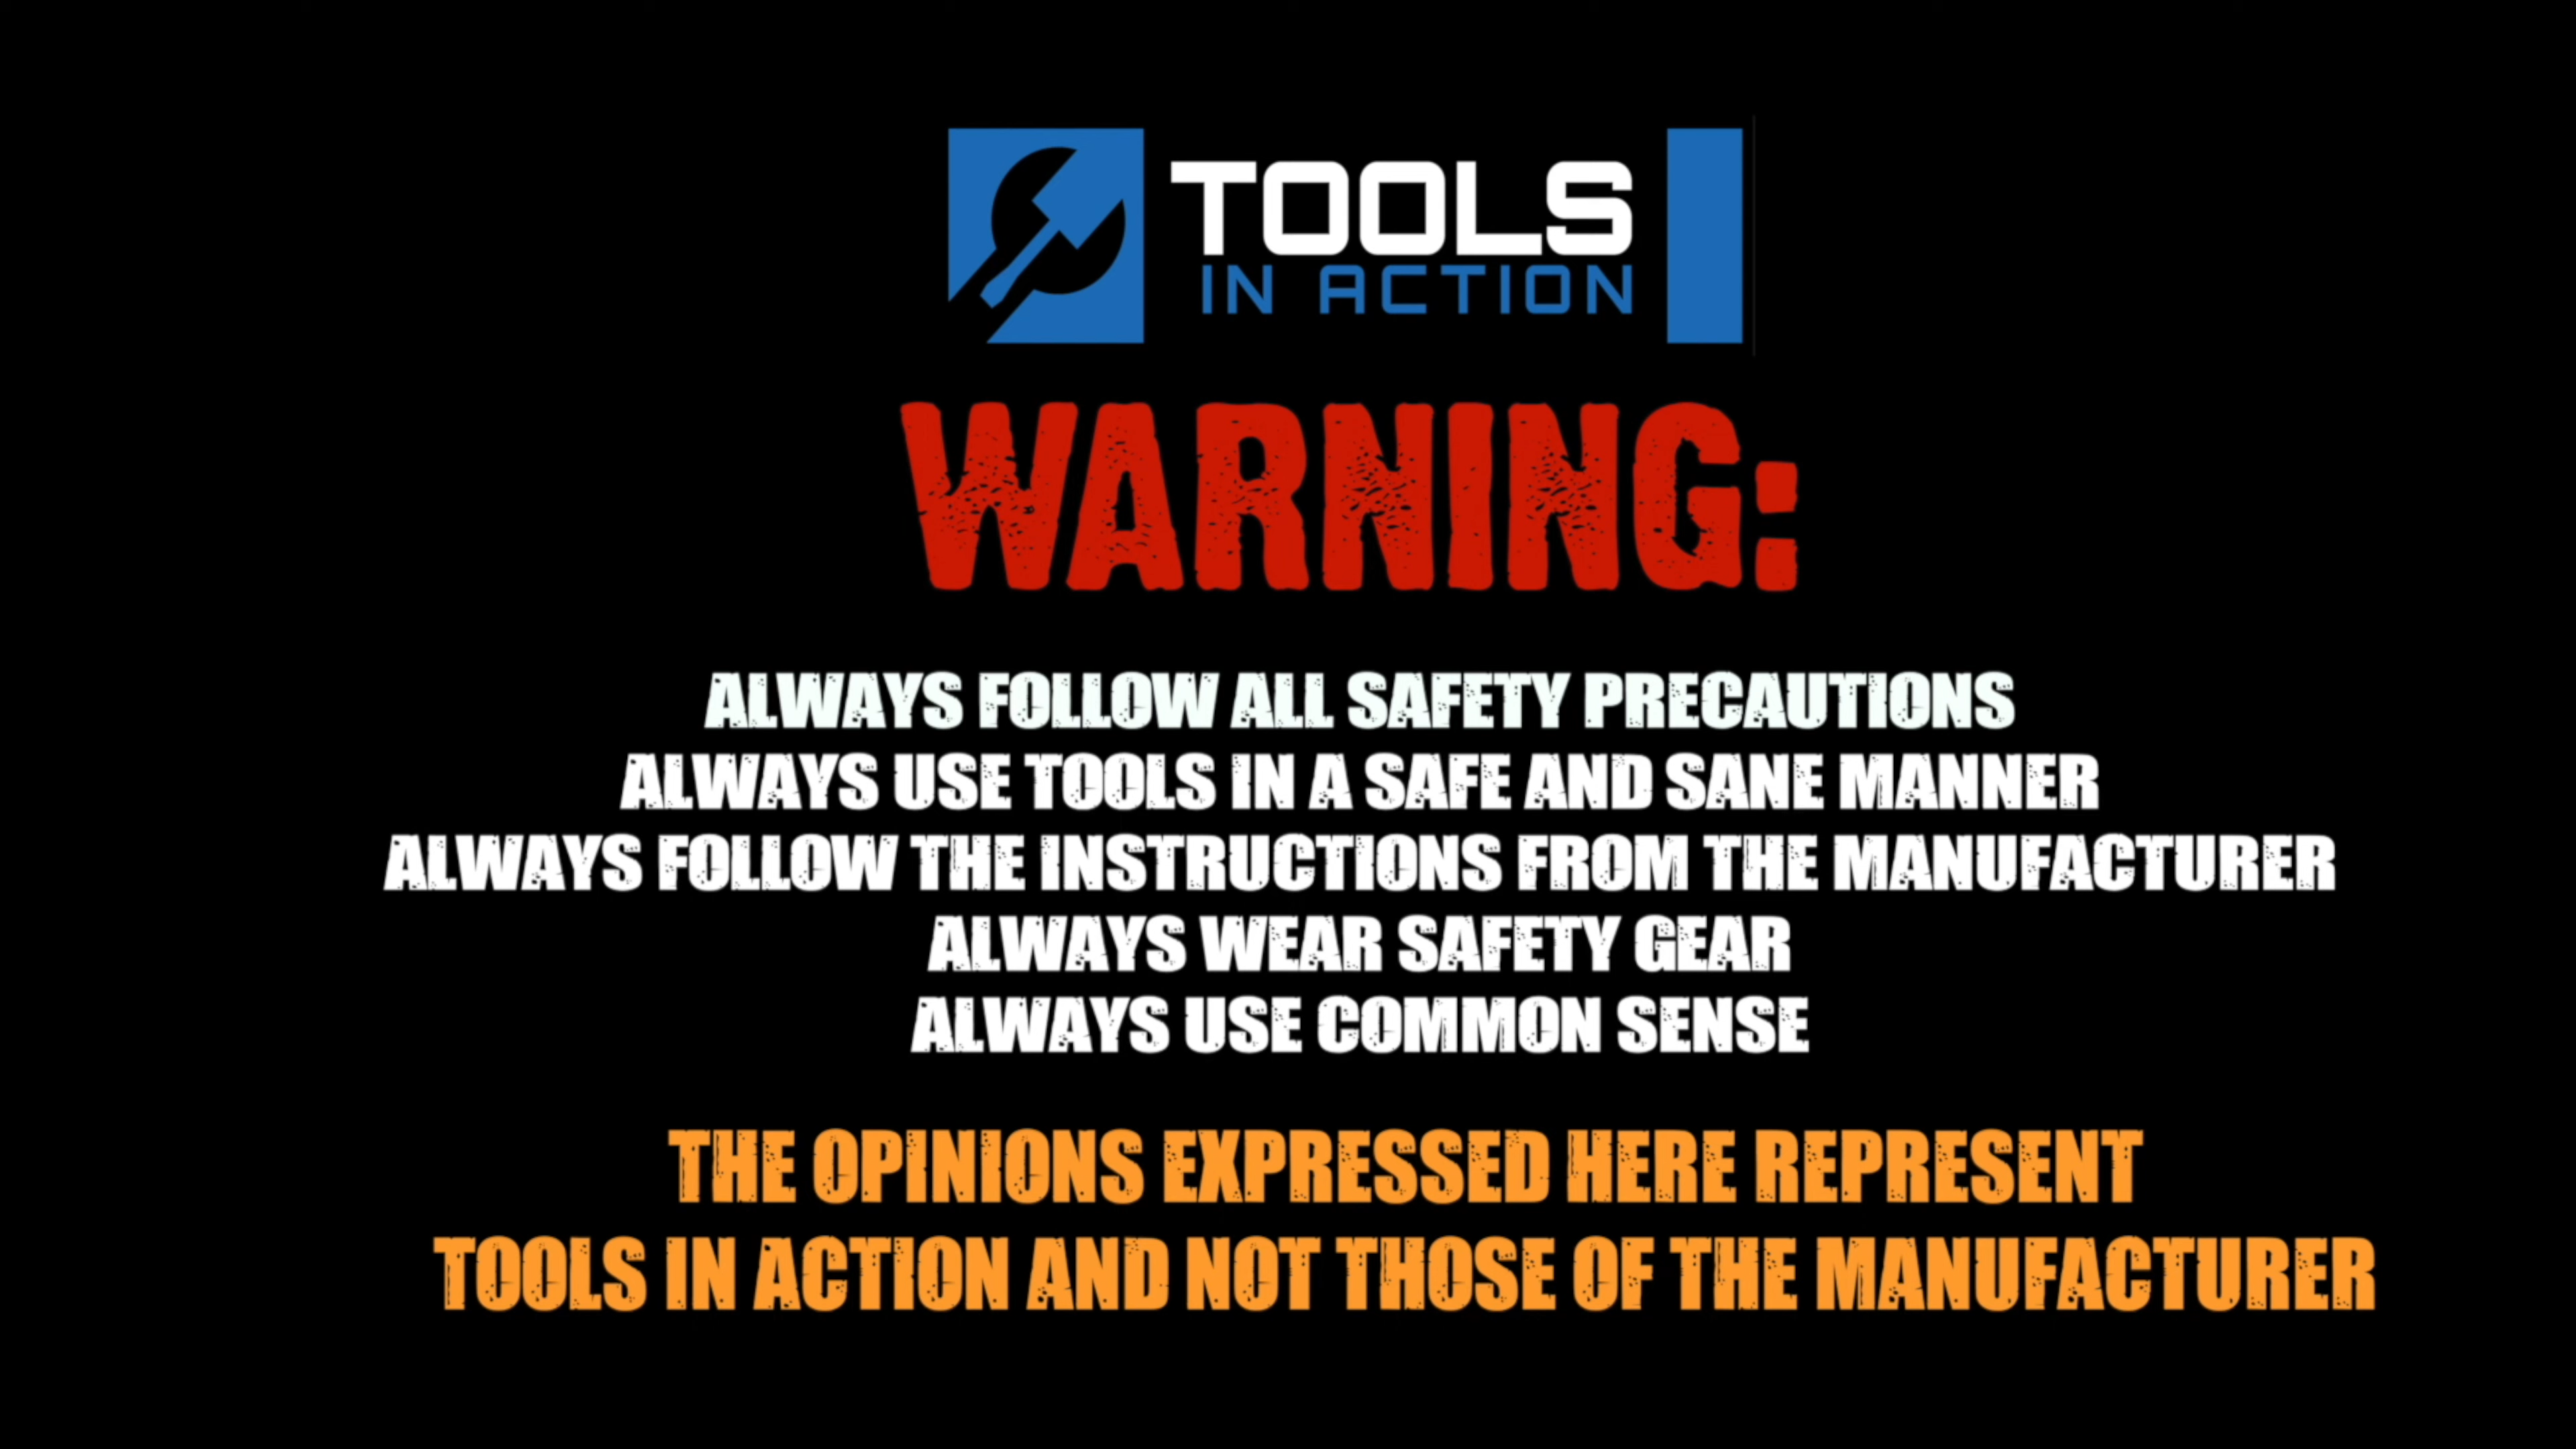 TOOLS
IN ACTION
WARNING:
ALWAYS FOLLOW ALL SAFETY PRECAUTIONS
ALWAYS USE TOOLS IN A SAFE AND SANE MANNER
ALWAYS FOLLOW THE INSTRUCTIONS FROM THE MANUFACTURER
ALWAYS WEAR SAFETY GEAR
ALWAYS USE COMMON SENSE
THE OPINIONS EXPRESSED HERE REPRESENT
TOOLS IN ACTION AND NOT THOSE OF THE MANUFACTURER